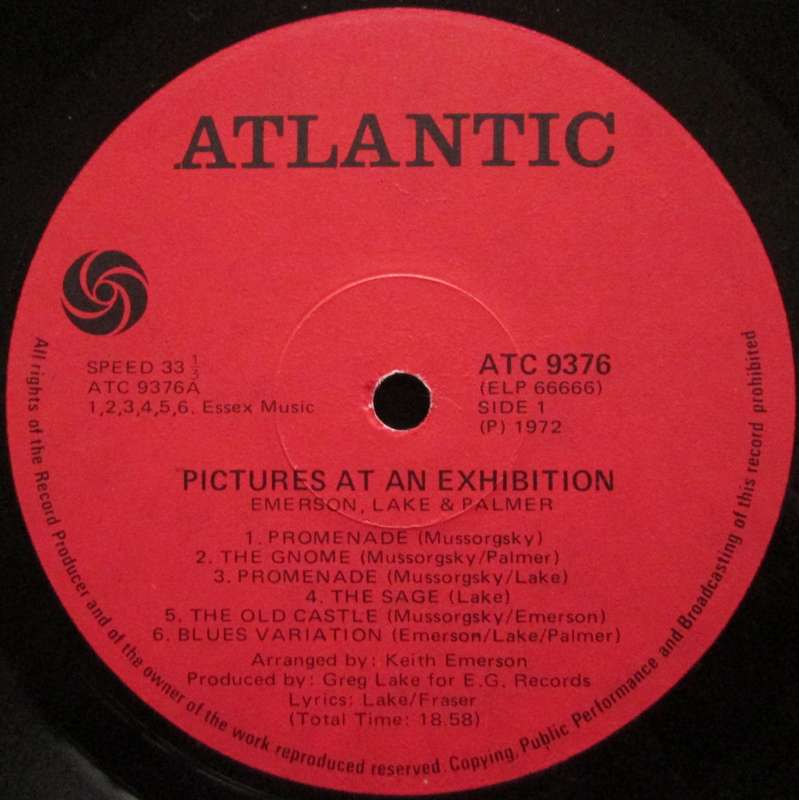 ATLANTIC
SPEED 33 1/3
ATC 9376A
1,2,3,4,5,6. Essex Music
ATC 9376
(ELP 66666)
SIDE 1
(P) 1972
PICTURES AT AN EXHIBITION
EMERSON, LAKE & PALMER
1. PROMENADE (Mussorgsky)
2. THE GNOME (Mussorgsky/Palmer)
3. PROMENADE (Mussorgsky/Lake)
4. THE SAGE (Lake)
5. THE OLD CASTLE (Mussorgsky/Emerson)
6. BLUES VARIATION (Emerson/Lake/Palmer)
Arranged by: Keith Emerson
Produced by: Greg Lake for E.G. Records
Lyrics: Lake/Fraser
(Total Time: 18.58)
All rights of the Record Producer and of the owner of the work reproduced reserved. Copying, Public Performance and Broadcasting of this record prohibited